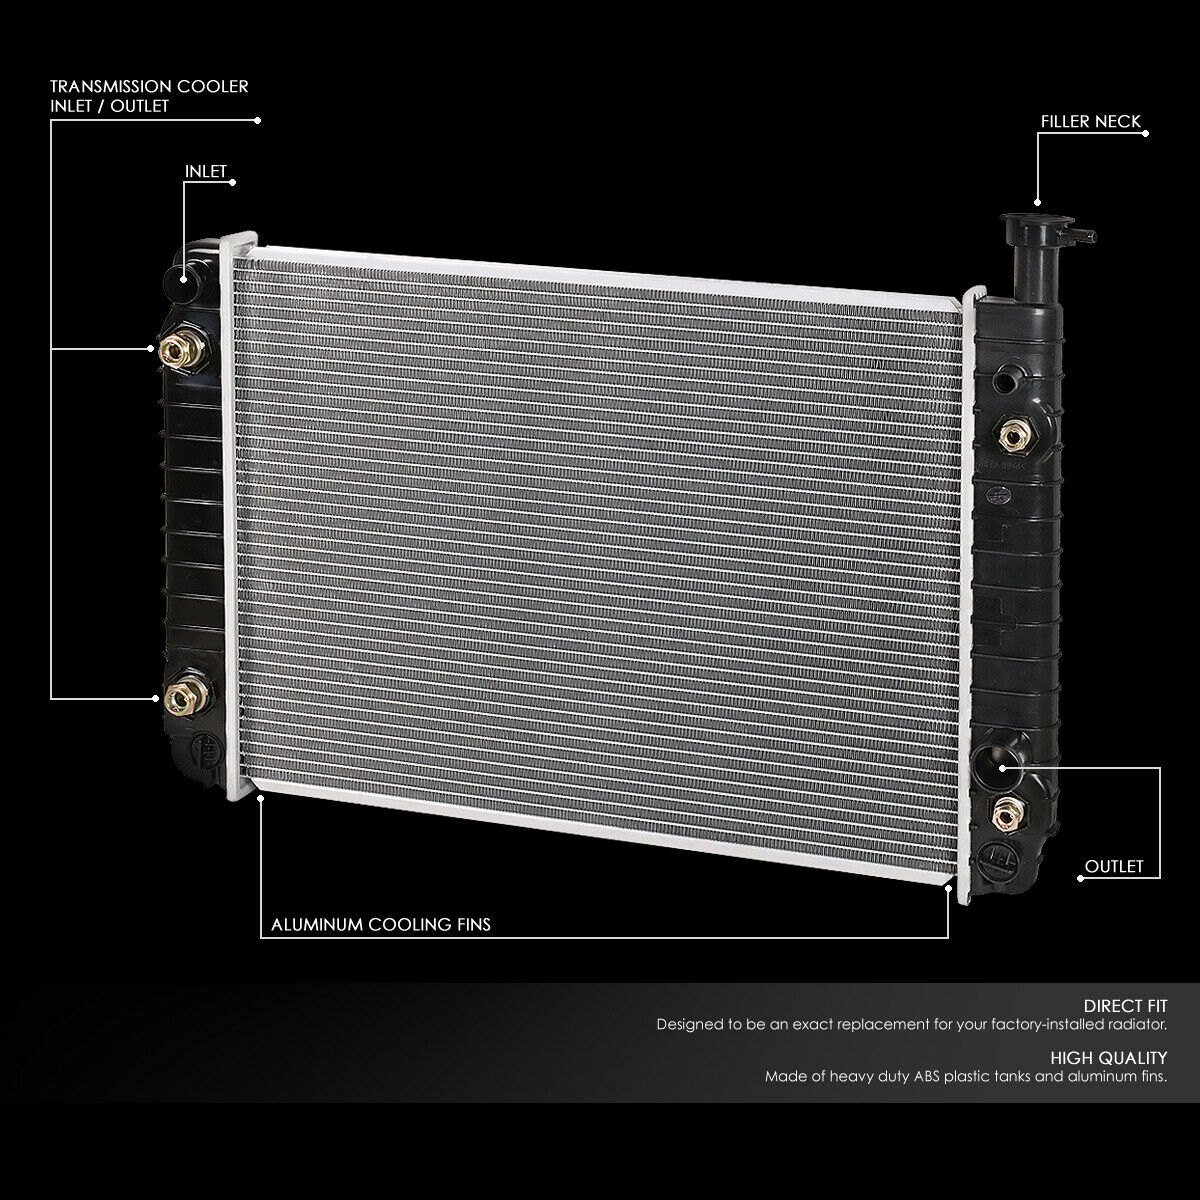 TRANSMISSION COOLER
INLET / OUTLET
INLET
FILLER NECK
OUTLET
ALUMINUM COOLING FINS
DIRECT FIT
Designed to be an exact replacement for your factory-installed radiator.
HIGH QUALITY
Made of heavy duty ABS plastic tanks and aluminum fins.